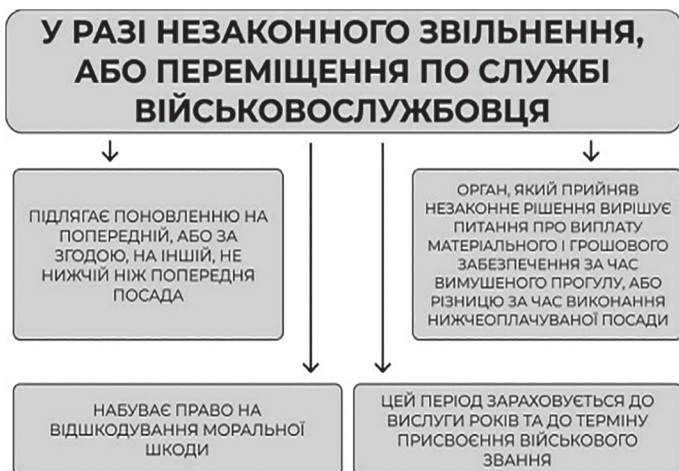 У РАЗІ НЕЗАКОННОГО ЗВІЛЬНЕННЯ,
АБО ПЕРЕМІЩЕННЯ ПО СЛУЖБІ
ВІЙСЬКОВОСЛУЖБОВЦЯ
ПІДЛЯГАЄ ПОНОВЛЕННЮ НА
ПОПЕРЕДНІЙ, АБО ЗА
ЗГОДОЮ, НА ІНШІЙ, НЕ
НИЖЧІЙ НІЖ ПОПЕРЕДНЯ
ПОСАДА
ОРГАН, ЯКИЙ ПРИЙНЯВ
НЕЗАКОННЕ РІШЕННЯ ВИРІШУЄ
ПИТАННЯ ПРО ВИПЛАТУ
МАТЕРІАЛЬНОГО І ГРОШОВОГО
ЗАБЕЗПЕЧЕННЯ ЗА ЧАС
ВИМУШЕНОГО ПРОГУЛУ, АБО
РІЗНИЦЮ ЗА ЧАС ВИКОНАННЯ
НИЖЧЕОПЛАЧУВАНОЇ ПОСАДИ
НАБУВАЄ ПРАВО НА
ВІДШКОДУВАННЯ МОРАЛЬНОЇ
ШКОДИ
ЦЕЙ ПЕРІОД ЗАРАХОВУЄТЬСЯ ДО
ВИСЛУГИ РОКІВ ТА ДО ТЕРМІНУ
ПРИСВОЄННЯ ВІЙСЬКОВОГО
ЗВАННЯ